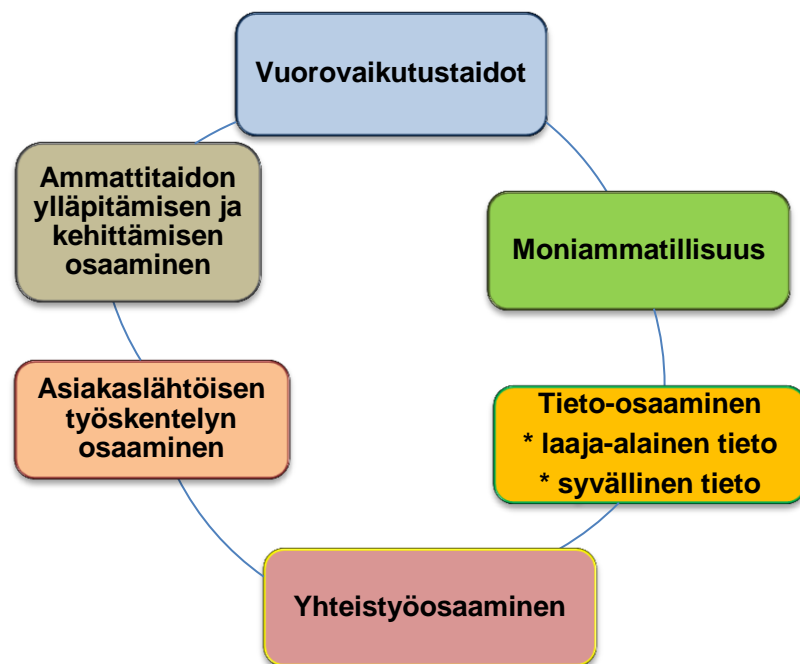 Vuorovaikutustaidot
Ammattitaidon
ylläpitämisen ja
kehittämisen
osaaminen
Moniammatillisuus
Asiakaslähtöisen
työskentelyn
osaaminen
Tieto-osaaminen
* laaja-alainen tieto
* syvällinen tieto
Yhteistyöosaaminen